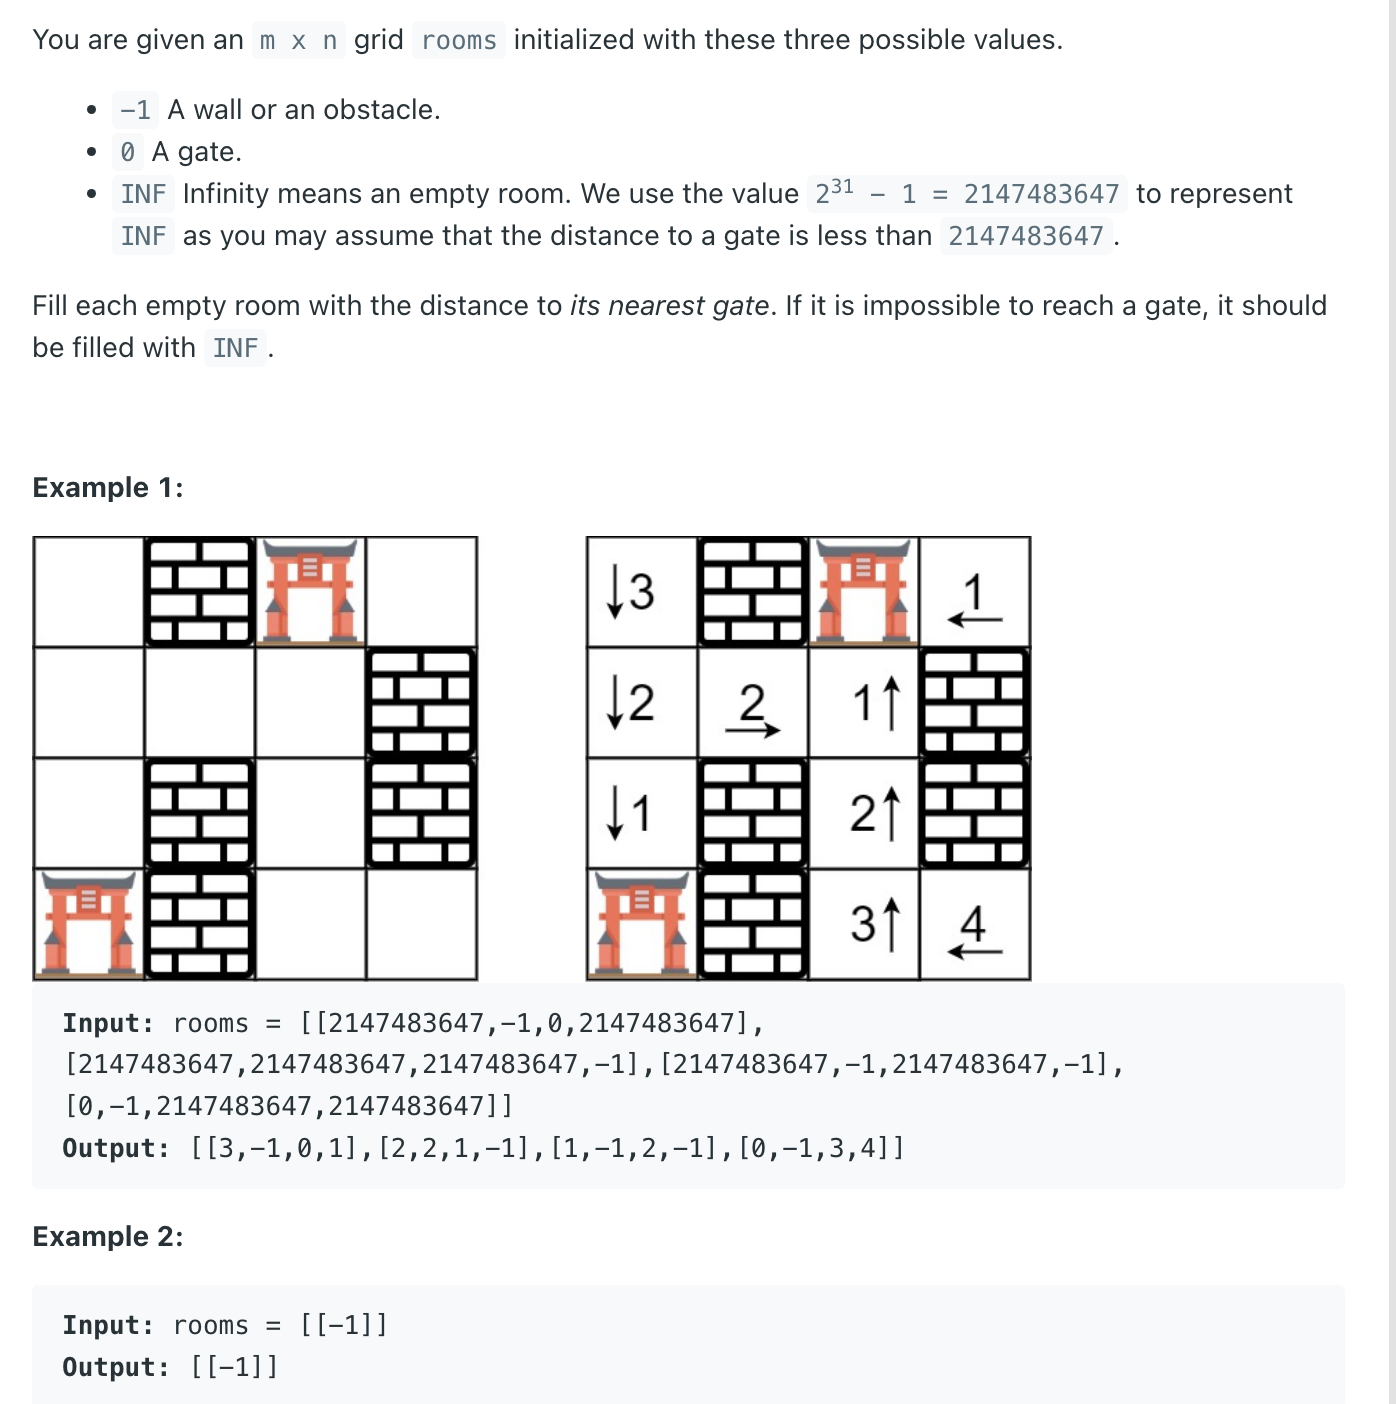 You are given an m x n grid rooms initialized with these three possible values.
• −1 A wall or an obstacle.
• 0 A gate.
• INF Infinity means an empty room. We use the value 2³¹ − 1 = 2147483647 to represent
INF as you may assume that the distance to a gate is less than 2147483647 .
Fill each empty room with the distance to its nearest gate. If it is impossible to reach a gate, it should
be filled with INF .
Example 1:
↓3 1 ←
↓2 2 → 1↑
↓1 2↑
3↑ 4 ←
Input: rooms = [[2147483647,−1,0,2147483647],
[2147483647,2147483647,2147483647,−1],[2147483647,−1,2147483647,−1],
[0,−1,2147483647,2147483647]]
Output: [[3,−1,0,1],[2,2,1,−1],[1,−1,2,−1],[0,−1,3,4]]
Example 2:
Input: rooms = [[−1]]
Output: [[−1]]